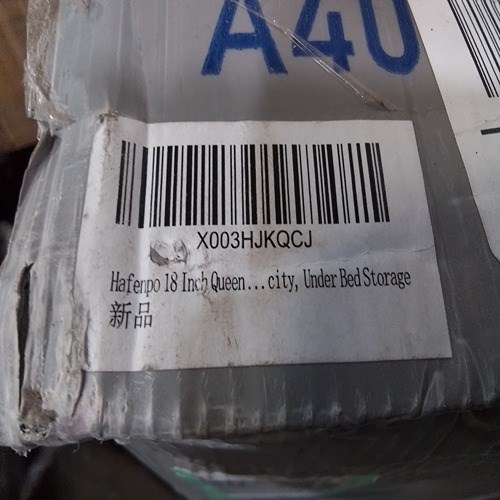 A40
X003HJKQCJ
Hafenpo 18 Inch Queen...city, Under Bed Storage
新品